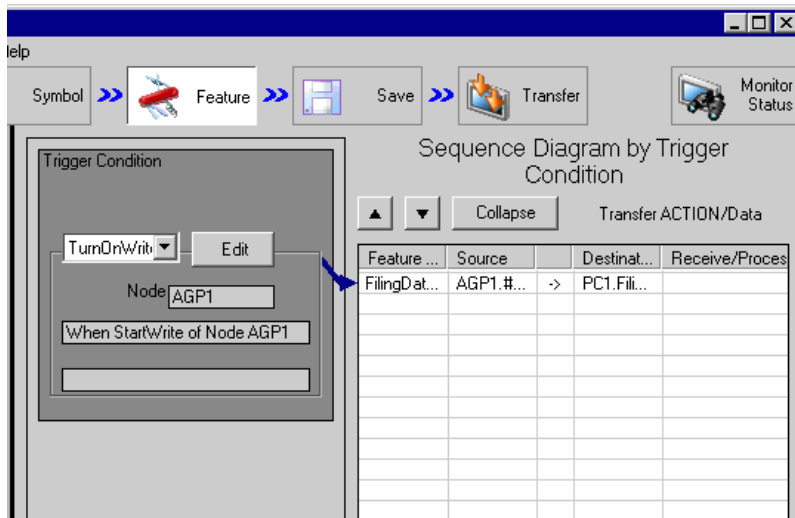 Help
Symbol
Feature
Save
Transfer
Monitor
Status
Trigger Condition
TurnOnWrit
Edit
Node
AGP1
When StartWrite of Node AGP1
Sequence Diagram by Trigger
Condition
Collapse
Transfer ACTION/Data
Feature ... Source Destinat... Receive/Proces
FilingDat... AGP1.#... -> PC1.Fili...